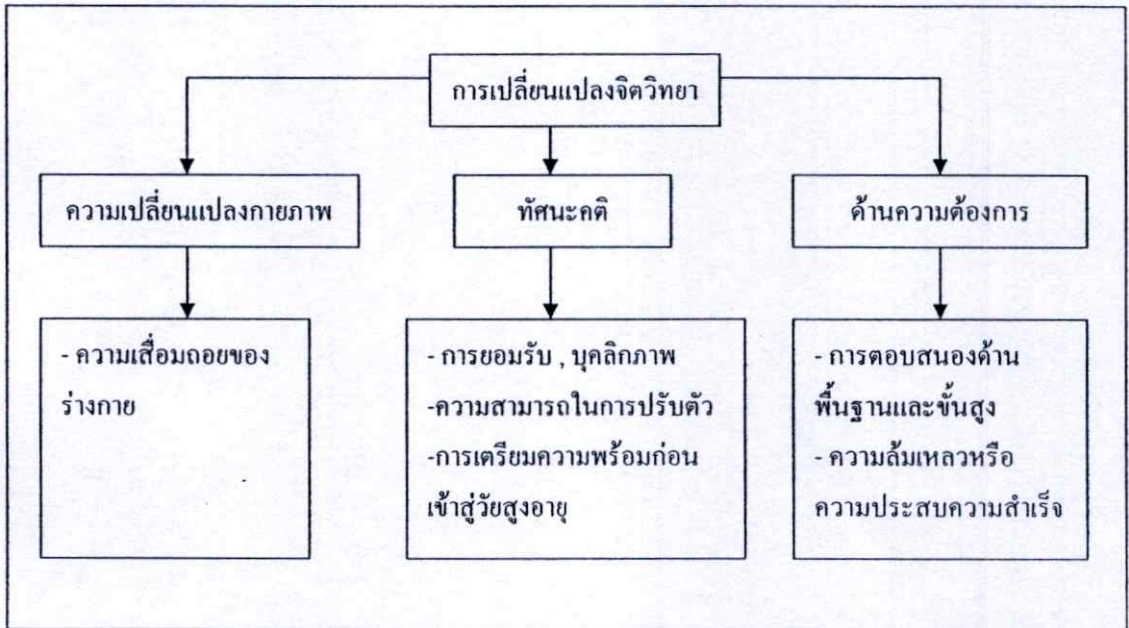 การเปลี่ยนแปลงจิตวิทยา
ความเปลี่ยนแปลงกายภาพ
ทัศนะคติ
ด้านความต้องการ
- ความเสื่อมถอยของ
ร่างกาย
- การยอมรับ , บุคลิกภาพ
-ความสามารถในการปรับตัว
-การเตรียมความพร้อมก่อน
เข้าสู่วัยสูงอายุ
- การตอบสนองด้าน
พื้นฐานและขั้นสูง
- ความล้มเหลวหรือ
ความประสบความสำเร็จ